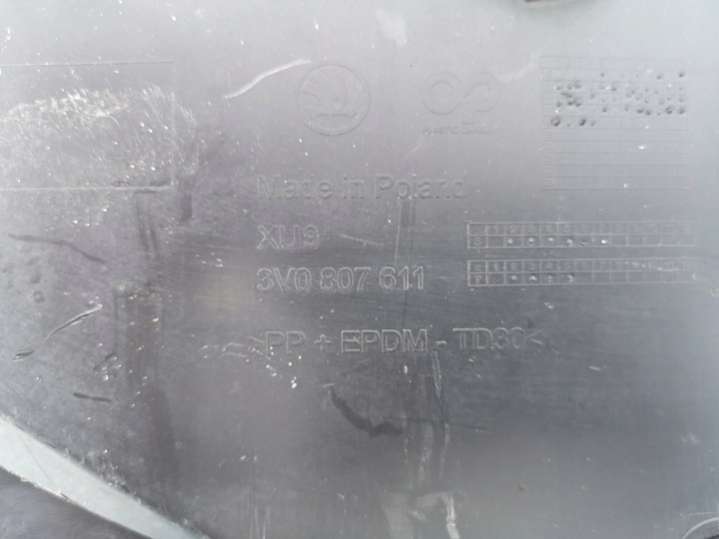 Made in Poland
XU9
3V0 807 611
>PP + EPDM - TD30<